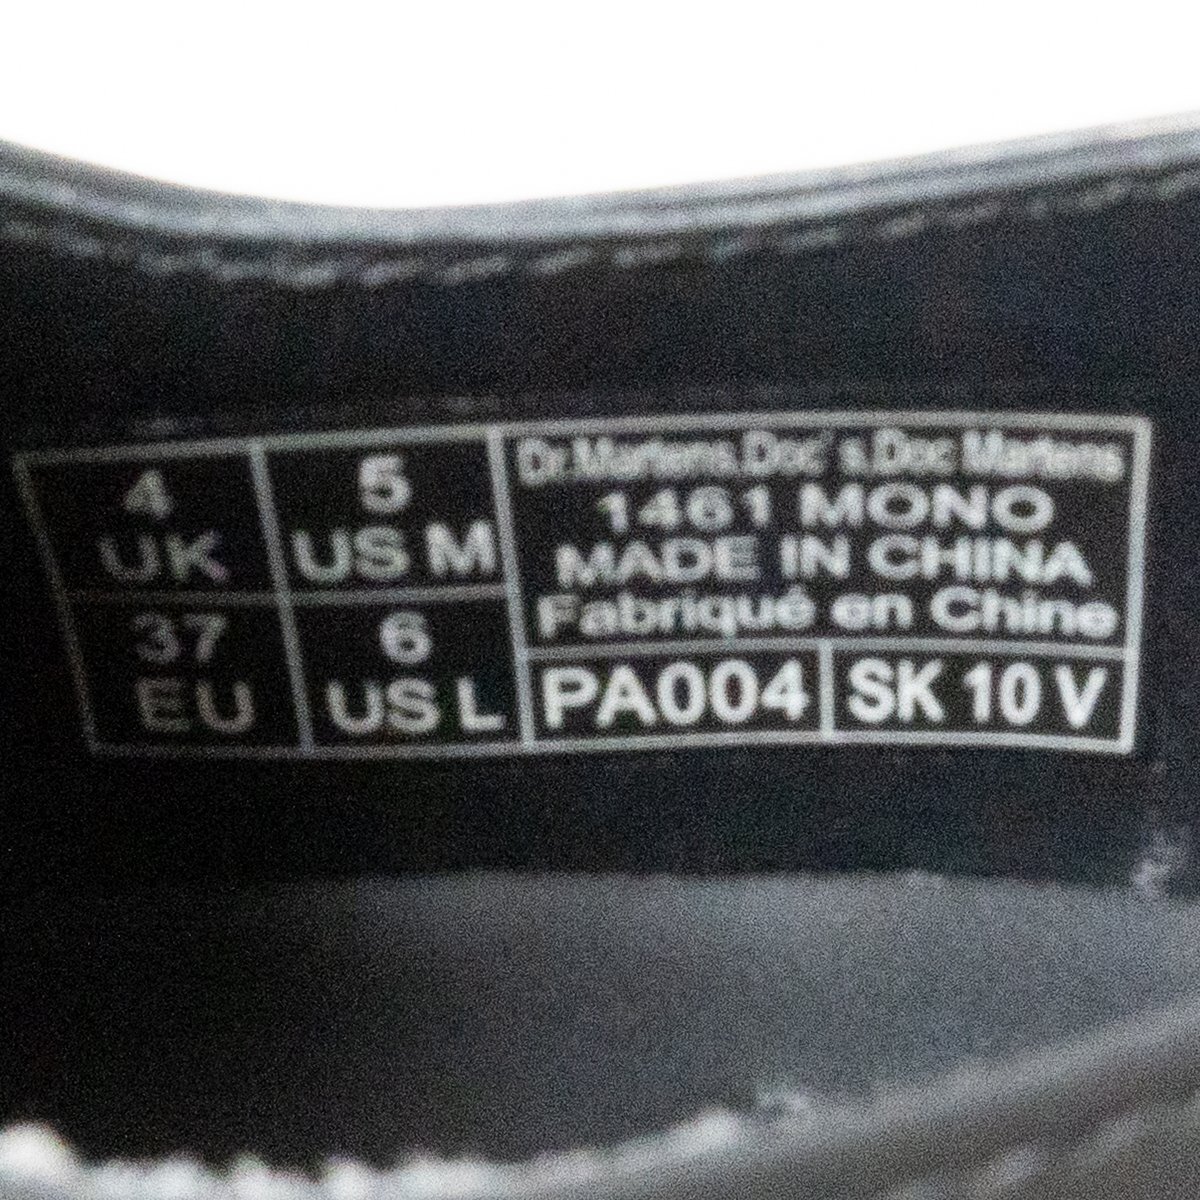 4
UK
5
US M
37
EU
6
US L
Dr.Martens.Doc's.Doc Martens
1461 MONO
MADE IN CHINA
Fabriqué en Chine
PA004
SK 10 V